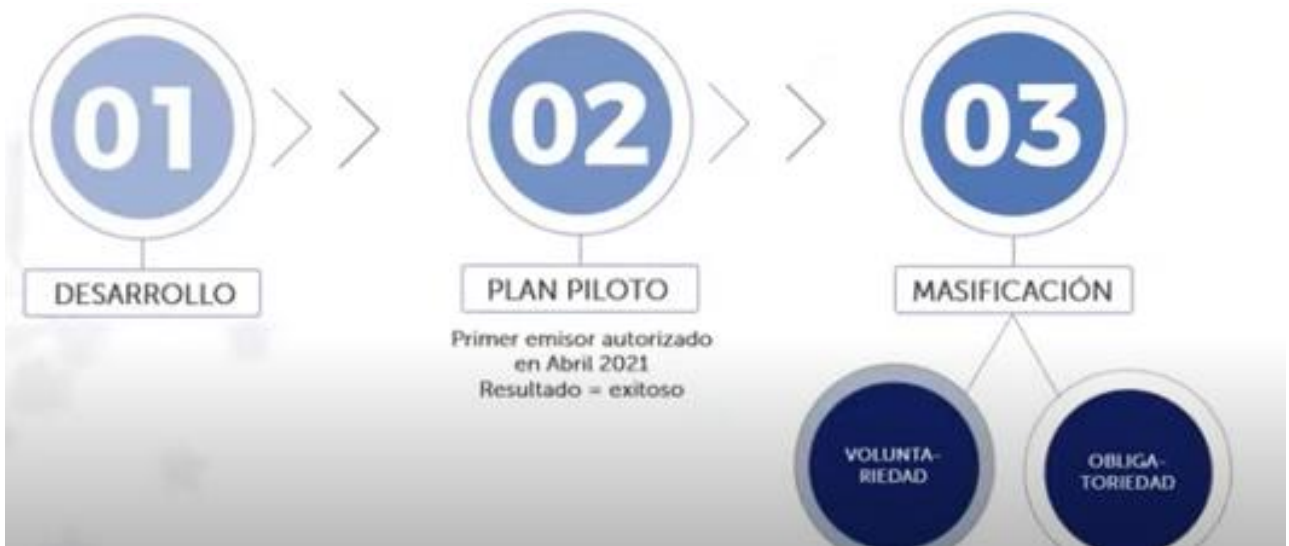 01
02
03
DESARROLLO
PLAN PILOTO
MASIFICACIÓN
Primer emisor autorizado
en Abril 2021
Resultado = exitoso
VOLUNTA-
RIEDAD
OBLIGA-
TORIEDAD